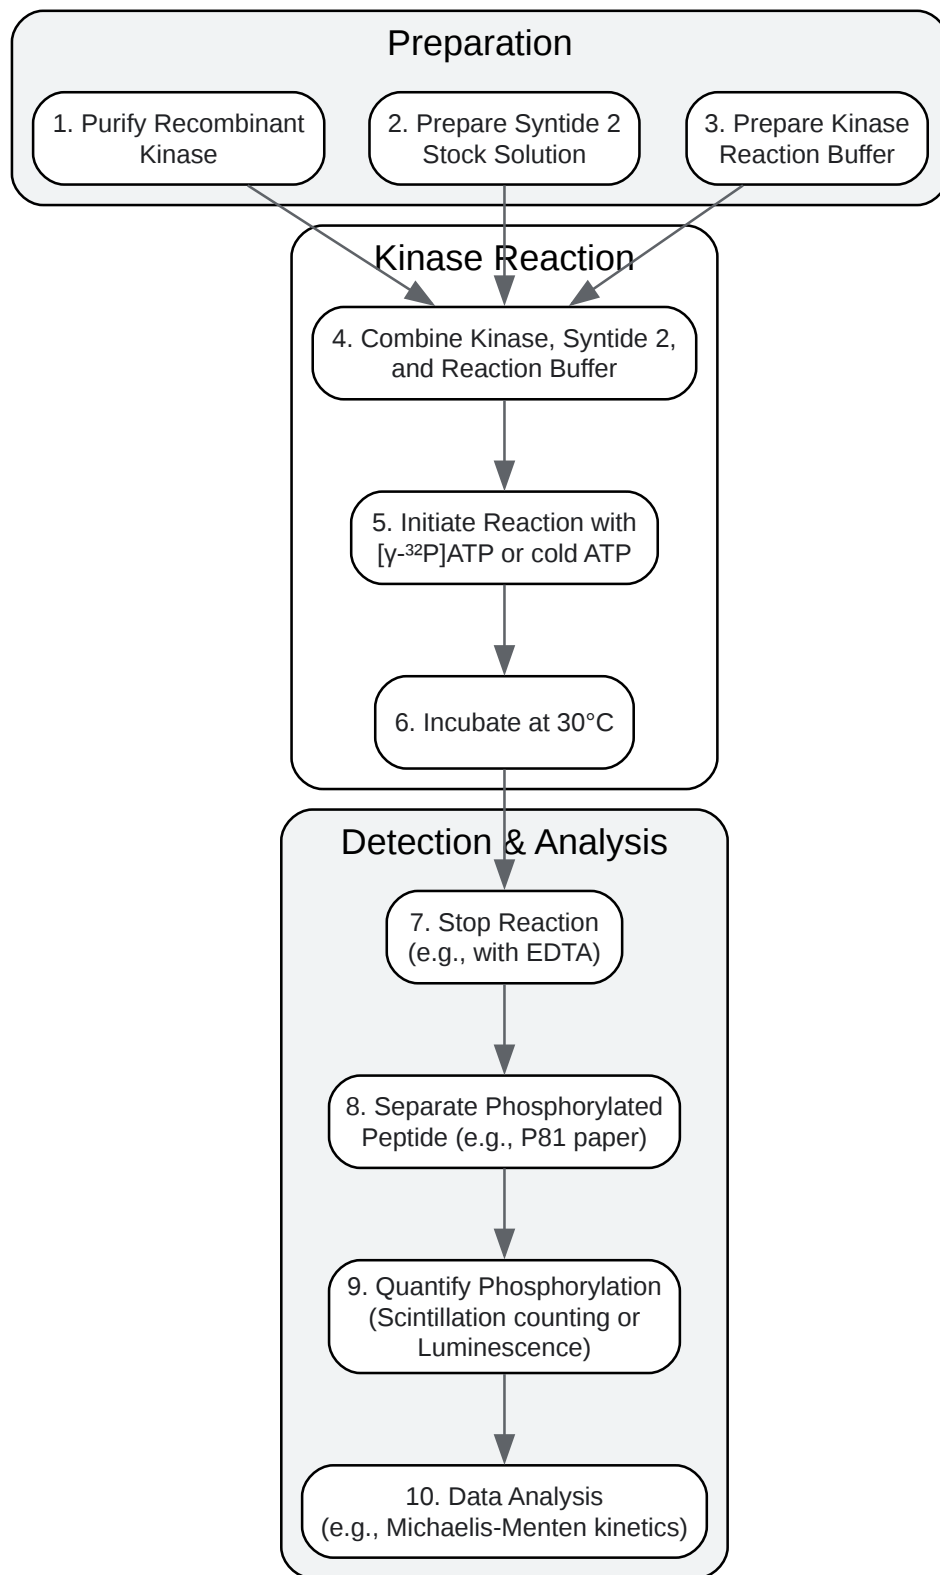 Preparation
1. Purify Recombinant
Kinase
2. Prepare Syntide 2
Stock Solution
3. Prepare Kinase
Reaction Buffer
Kinase Reaction
4. Combine Kinase, Syntide 2,
and Reaction Buffer
5. Initiate Reaction with
[γ-³²P]ATP or cold ATP
6. Incubate at 30°C
Detection & Analysis
7. Stop Reaction
(e.g., with EDTA)
8. Separate Phosphorylated
Peptide (e.g., P81 paper)
9. Quantify Phosphorylation
(Scintillation counting or
Luminescence)
10. Data Analysis
(e.g., Michaelis-Menten kinetics)